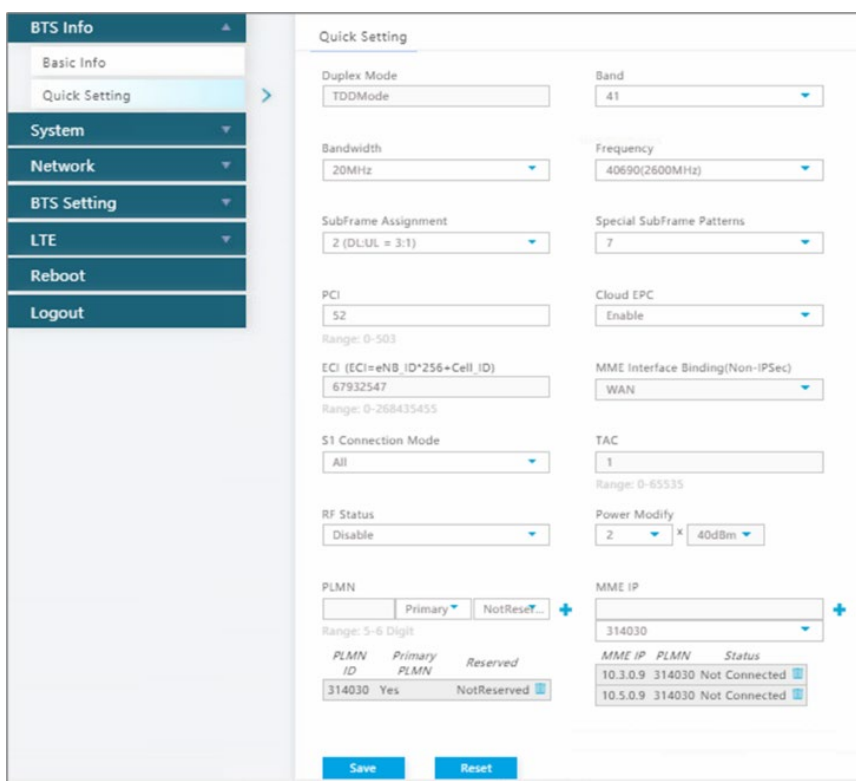 BTS Info
Basic Info
Quick Setting
System
Network
BTS Setting
LTE
Reboot
Logout
Quick Setting
Duplex Mode
TDDMode
Band
41
Bandwidth
20MHz
Frequency
40690(2600MHz)
SubFrame Assignment
2 (DL:UL = 3:1)
Special SubFrame Patterns
7
PCI
52
Range: 0-503
Cloud EPC
Enable
ECI (ECI=eNB_ID*256+Cell_ID)
67932547
Range: 0-268435455
MME Interface Binding(Non-IPSec)
WAN
S1 Connection Mode
All
TAC
1
Range: 0-65535
RF Status
Disable
Power Modify
2 x 40dBm
PLMN
Primary NotReser...
Range: 5-6 Digit
PLMN ID Primary PLMN Reserved
314030 Yes NotReserved
MME IP
314030
MME IP PLMN Status
10.3.0.9 314030 Not Connected
10.5.0.9 314030 Not Connected
Save Reset